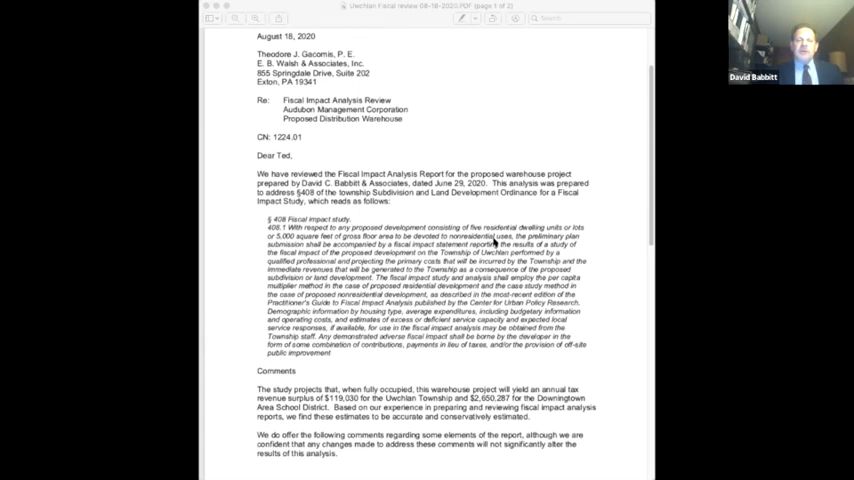 Uwchlan Fiscal review 08-18-2020.PDF (page 1 of 2)
Search
August 18, 2020
Theodore J. Gacomis, P. E.
E. B. Walsh & Associates, Inc.
855 Springdale Drive, Suite 202
Exton, PA 19341
Re: Fiscal Impact Analysis Review
Audubon Management Corporation
Proposed Distribution Warehouse
CN: 1224.01
Dear Ted,
We have reviewed the Fiscal Impact Analysis Report for the proposed warehouse project
prepared by David C. Babbitt & Associates, dated June 29, 2020. This analysis was prepared
to address §408 of the township Subdivision and Land Development Ordinance for a Fiscal
Impact Study, which reads as follows:
§ 408 Fiscal impact study.
408.1 With respect to any proposed development consisting of five residential dwelling units or lots
or 5,000 square feet of gross floor area to be devoted to nonresidential uses, the preliminary plan
submission shall be accompanied by a fiscal impact statement reporting the results of a study of
the fiscal impact of the proposed development on the Township of Uwchlan performed by a
qualified professional and projecting the primary costs that will be incurred by the Township and the
immediate revenues that will be generated to the Township as a consequence of the proposed
subdivision or land development. The fiscal impact study and analysis shall employ the per capita
multiplier method in the case of proposed residential development and the case study method in
the case of proposed nonresidential development, as described in the most-recent edition of the
Practitioner's Guide to Fiscal Impact Analysis published by the Center for Urban Policy Research.
Demographic information by housing type, average expenditures, including budgetary information
and operating costs, and estimates of excess or deficient service capacity and expected local
service responses, if available, for use in the fiscal impact analysis may be obtained from the
Township staff. Any demonstrated adverse fiscal impact shall be borne by the developer in the
form of some combination of contributions, payments in lieu of taxes, and/or the provision of off-site
public improvement
Comments
The study projects that, when fully occupied, this warehouse project will yield an annual tax
revenue surplus of $119,030 for the Uwchlan Township and $2,650,287 for the Downingtown
Area School District. Based on our experience in preparing and reviewing fiscal impact analysis
reports, we find these estimates to be accurate and conservatively estimated.
We do offer the following comments regarding some elements of the report, although we are
confident that any changes made to address these comments will not significantly alter the
results of this analysis.
David Babbitt